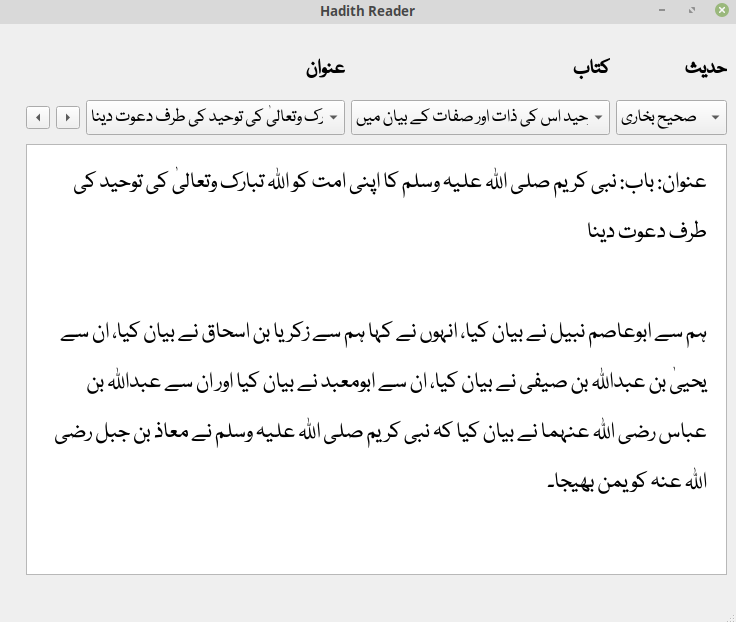 Hadith Reader
حدیث
کتاب
عنوان
صحیح بخاری
حید اس کی ذات اور صفات کے بیان میں
رک وتعالیٰ کی توحید کی طرف دعوت دینا
عنوان: باب: نبی کریم صلی اللہ علیہ وسلم کا اپنی امت کو اللہ تبارک وتعالیٰ کی توحید کی
طرف دعوت دینا
ہم سے ابوعاصم نبیل نے بیان کیا، انہوں نے کہا ہم سے زکریا بن اسحاق نے بیان کیا، ان سے
یحییٰ بن عبداللہ بن صیفی نے بیان کیا، ان سے ابومعبد نے بیان کیا اور ان سے عبداللہ بن
عباس رضی اللہ عنہما نے بیان کیا کہ نبی کریم صلی اللہ علیہ وسلم نے معاذ بن جبل رضی
اللہ عنہ کو یمن بھیجا۔